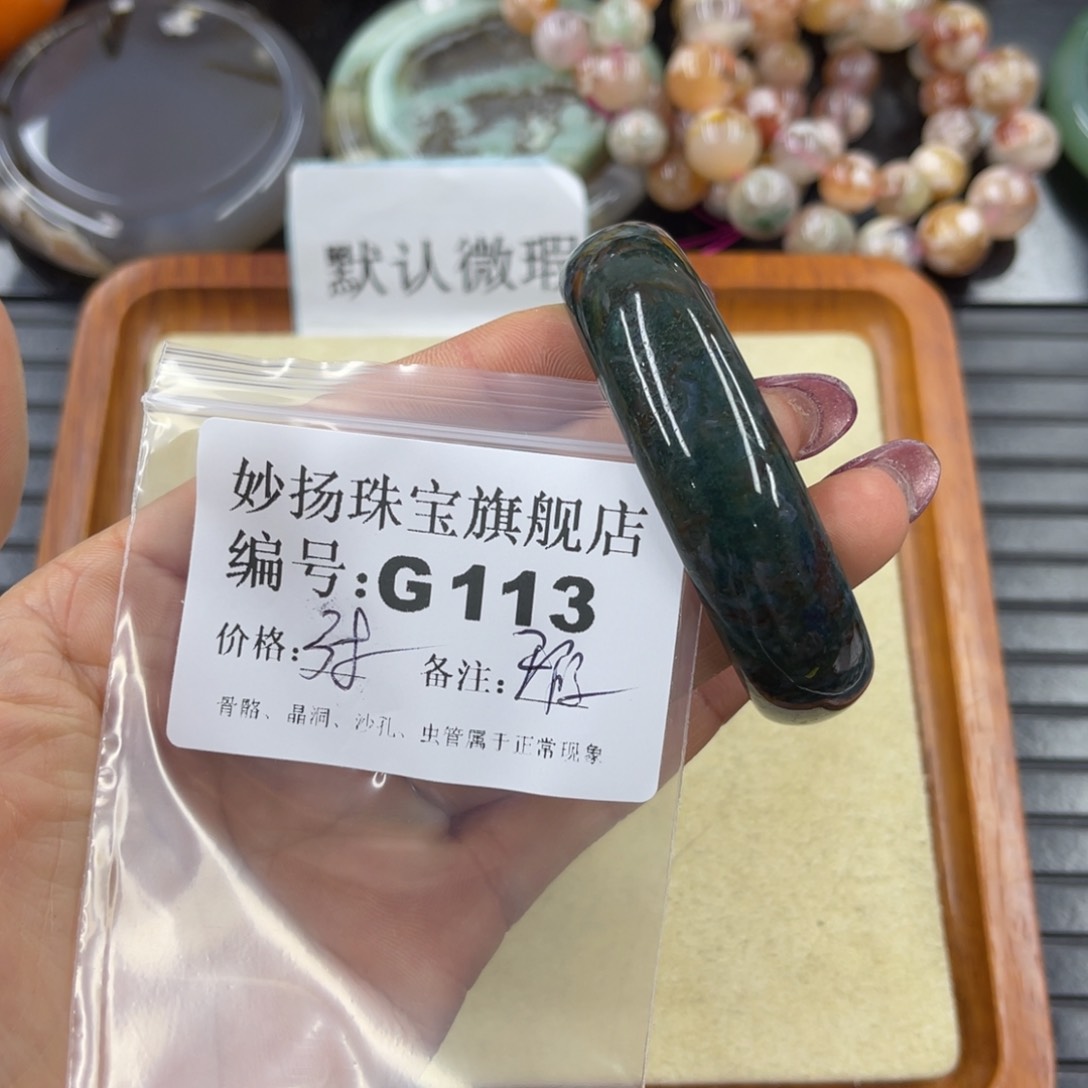 默认微瑕
妙扬珠宝旗舰店
编号:G113
价格: 备注:瑕
骨骼、晶洞、沙孔、虫管属于正常现象